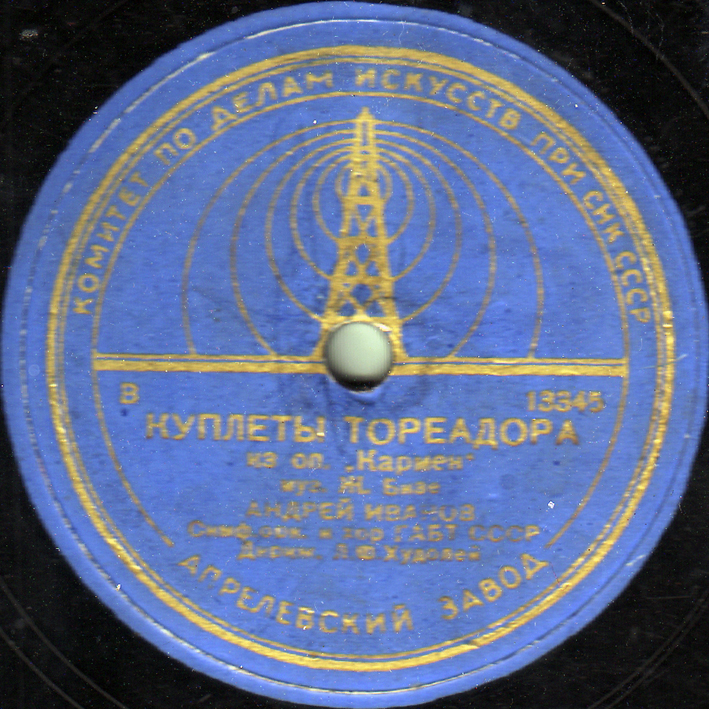 КОМИТЕТ ПО ДЕЛАМ ИСКУССТВ ПРИ СНК СССР
В 13345
КУПЛЕТЫ ТОРЕАДОРА
из оп. „Кармен"
муз. Ж. Бизе
АНДРЕЙ ИВАНОВ
Симф. орк. и хор ГАБТ СССР
Дириж. Худолей
АПРЕЛЕВСКИЙ ЗАВОД